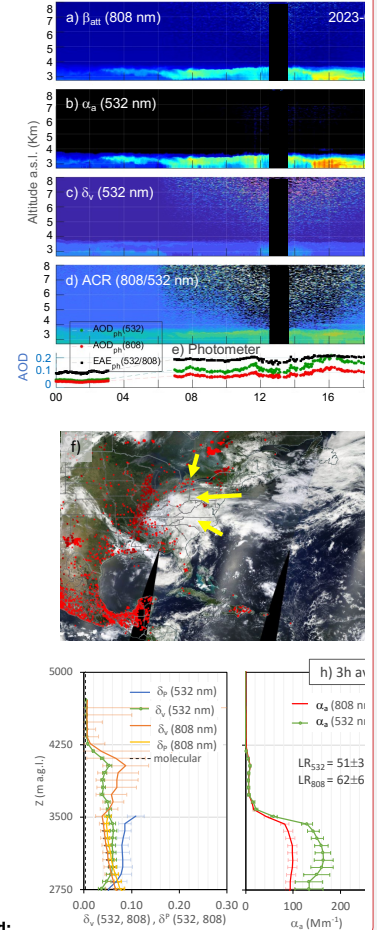 8
7
6
5
4
3
a) βatt (808 nm)
2023-
8
7
6
5
4
3
b) αa (532 nm)
Altitude a.s.l. (Km)
8
7
6
5
4
3
2
c) δv (532 nm)
8
7
6
5
4
3
2
d) ACR (808/532 nm)
AODph(532)
AODph(808)
EAEph(532/808)
e) Photometer
AOD
0.2
0.1
0
00 04 08 12 16
f)
5000
4250
3500
2750
Z (m a.g.l.)
δP (532 nm)
δv (532 nm)
δv (808 nm)
δP (808 nm)
molecular
0.00 0.10 0.20 0.30
δv (532, 808) , δP (532, 808)
h) 3h av
αa (808 n
αa (532 n
LR532 = 51±3
LR808 = 62±6
0 100 200
αa (Mm-1)